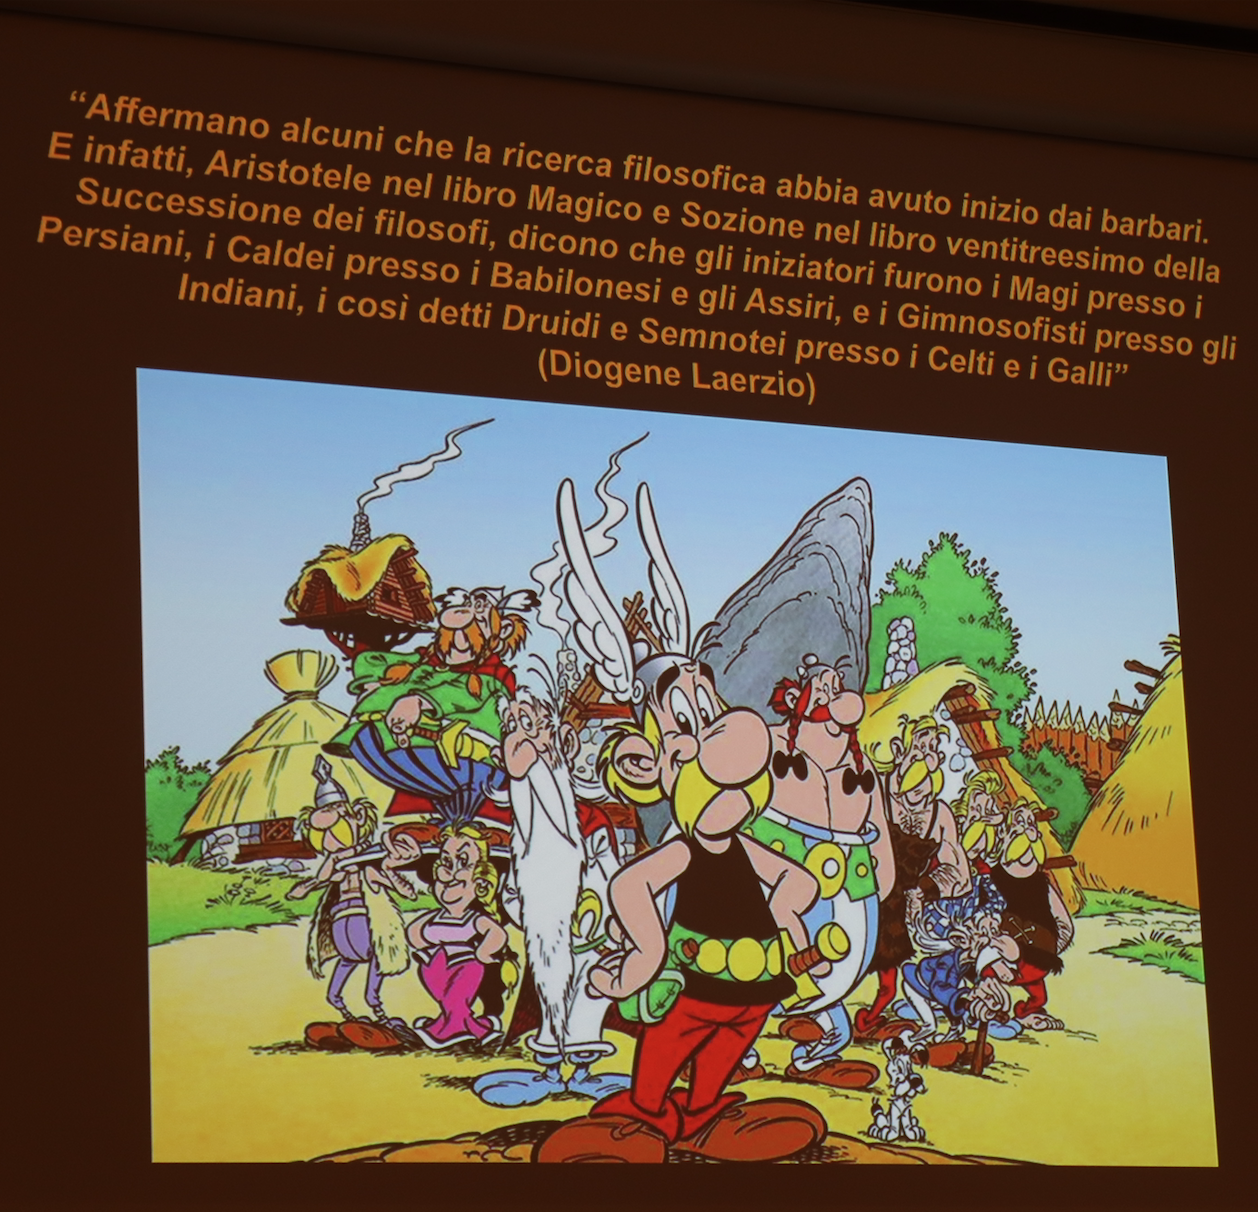 “Affermano alcuni che la ricerca filosofica abbia avuto inizio dai barbari.
E infatti, Aristotele nel libro Magico e Sozione nel libro ventitreesimo della
Successione dei filosofi, dicono che gli iniziatori furono i Magi presso i
Persiani, i Caldei presso i Babilonesi e gli Assiri, e i Gimnosofisti presso gli
Indiani, i così detti Druidi e Semnotei presso i Celti e i Galli”
(Diogene Laerzio)